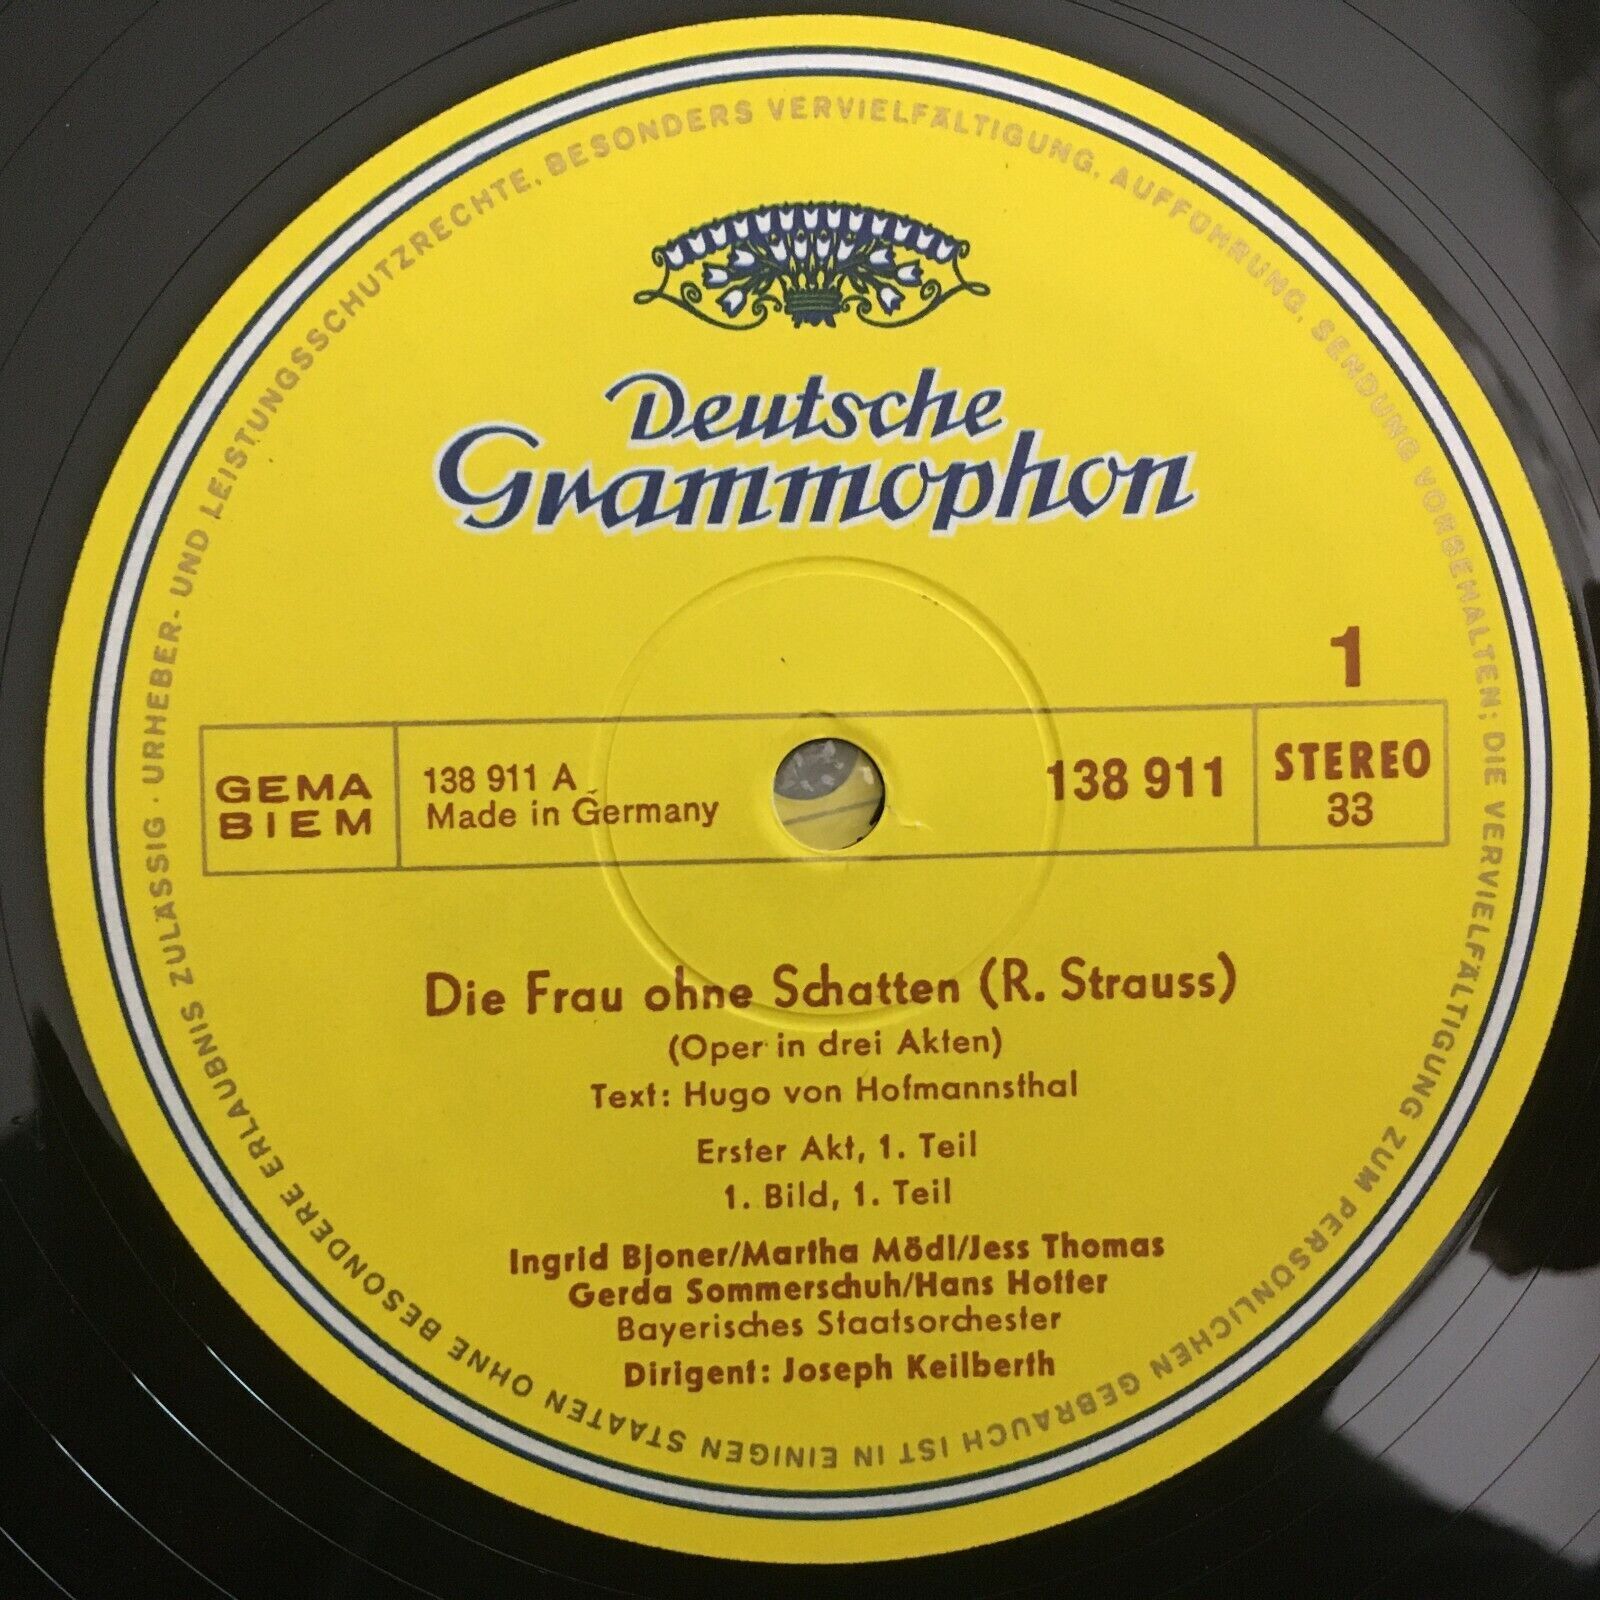 URHEBER- UND LEISTUNGSSCHUTZRECHTE, BESONDERS VERVIELFÄLTIGUNG, AUFFÜHRUNG, SENDUNG VORBEHALTEN; DIE VERVIELFÄLTIGUNG ZUM PERSÖNLICHEN GEBRAUCH IST IN EINIGEN STAATEN OHNE BESONDERE ERLAUBNIS ZULÄSSIG ·
Deutsche
Grammophon
1
GEMA
BIEM
138 911 A
Made in Germany
138 911
STEREO
33
Die Frau ohne Schatten (R. Strauss)
(Oper in drei Akten)
Text: Hugo von Hofmannsthal
Erster Akt, 1. Teil
1. Bild, 1. Teil
Ingrid Bjoner/Martha Mödl/Jess Thomas
Gerda Sommerschuh/Hans Hotter
Bayerisches Staatsorchester
Dirigent: Joseph Keilberth